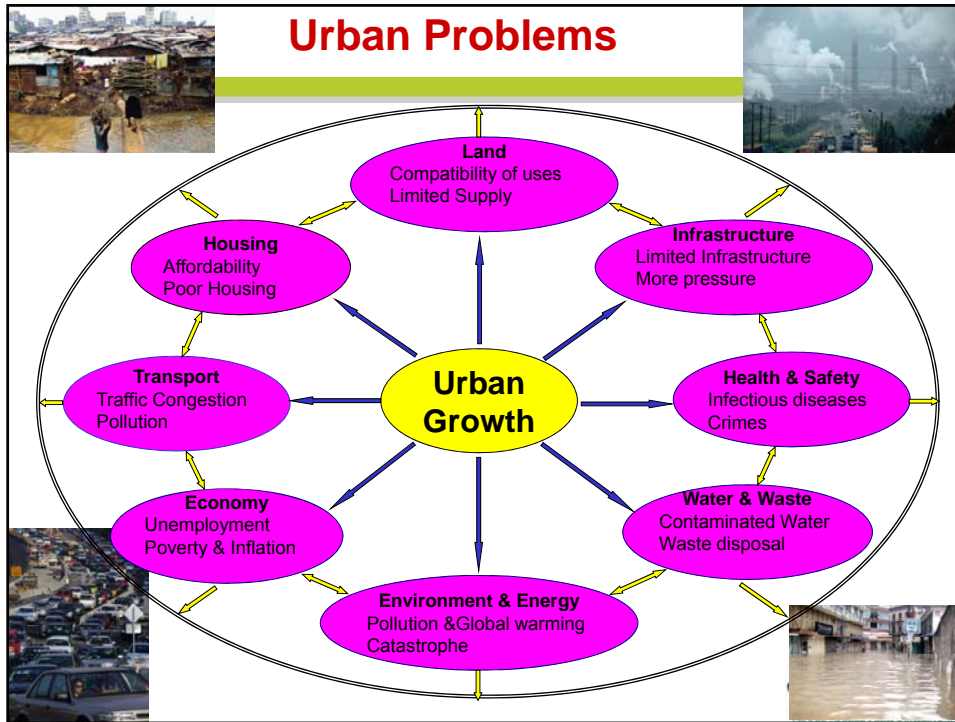 Urban Problems
Land
Compatibility of uses
Limited Supply
Housing
Affordability
Poor Housing
Infrastructure
Limited Infrastructure
More pressure
Urban
Growth
Transport
Traffic Congestion
Pollution
Health & Safety
Infectious diseases
Crimes
Economy
Unemployment
Poverty & Inflation
Water & Waste
Contaminated Water
Waste disposal
Environment & Energy
Pollution &Global warming
Catastrophe